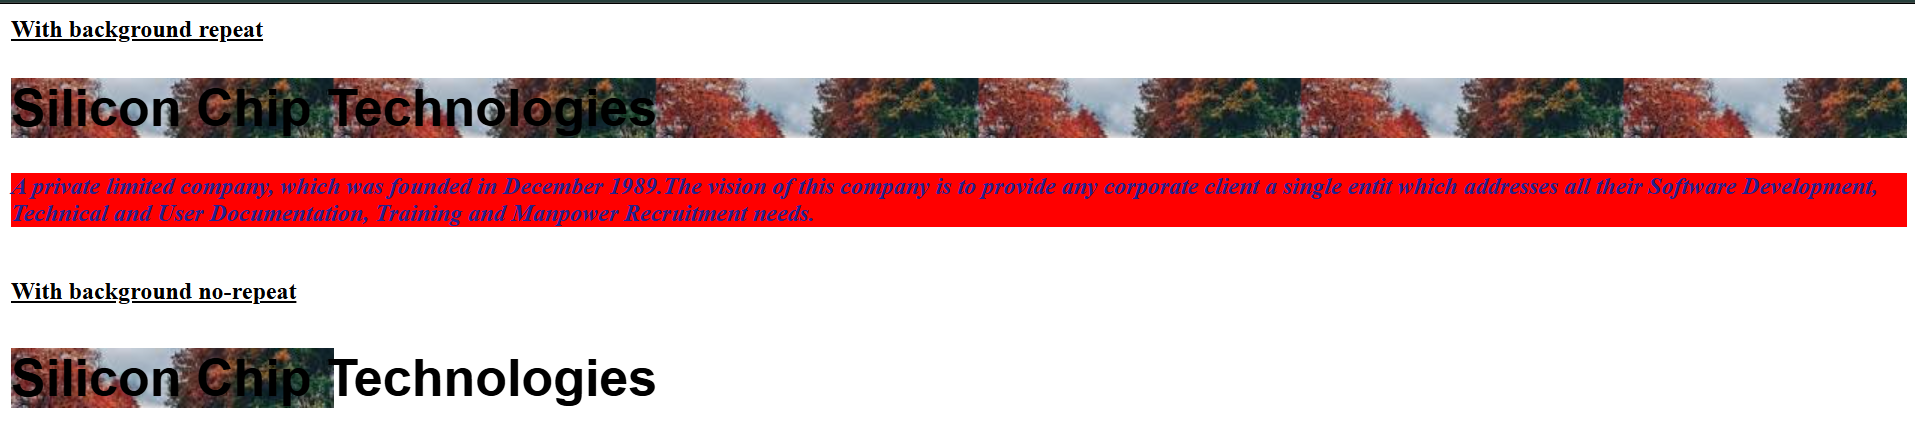 With background repeat
Silicon Chip Technologies
A private limited company, which was founded in December 1989.The vision of this company is to provide any corporate client a single entit which addresses all their Software Development,
Technical and User Documentation, Training and Manpower Recruitment needs.
With background no-repeat
Silicon Chip Technologies